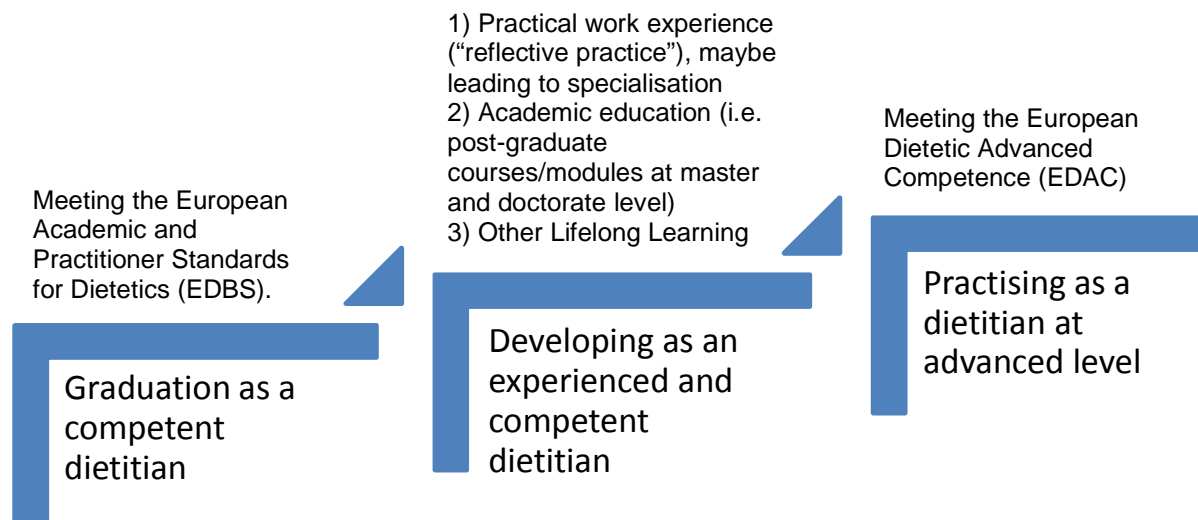 Meeting the European
Academic and
Practitioner Standards
for Dietetics (EDBS).
Graduation as a
competent
dietitian
1) Practical work experience
(“reflective practice”), maybe
leading to specialisation
2) Academic education (i.e.
post-graduate
courses/modules at master
and doctorate level)
3) Other Lifelong Learning
Developing as an
experienced and
competent
dietitian
Meeting the European
Dietetic Advanced
Competence (EDAC)
Practising as a
dietitian at
advanced level